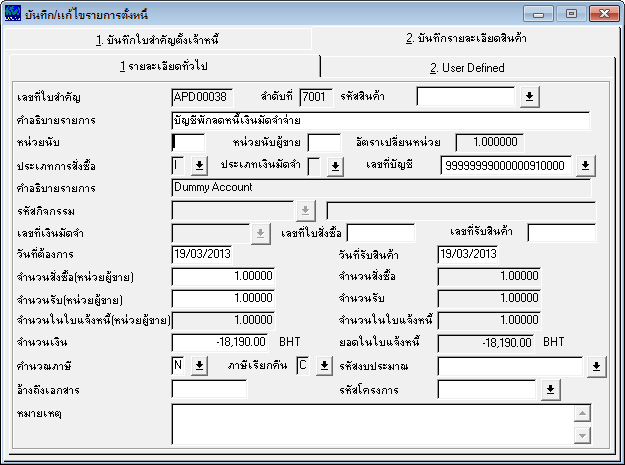 บันทึก/แก้ไขรายการตั้งหนี้
1. บันทึกใบสำคัญตั้งเจ้าหนี้ 2. บันทึกรายละเอียดสินค้า
1 รายละเอียดทั่วไป 2. User Defined
เลขที่ใบสำคัญ APD00038 ลำดับที่ 7001 รหัสสินค้า
คำอธิบายรายการ บัญชีพักลดหนี้เงินมัดจำจ่าย
หน่วยนับ หน่วยนับผู้ขาย อัตราเปลี่ยนหน่วย 1.000000
ประเภทการสั่งซื้อ I ประเภทเงินมัดจำ เลขที่บัญชี 99999999000000910000
คำอธิบายรายการ Dummy Account
รหัสกิจกรรม
เลขที่เงินมัดจำ เลขที่ใบสั่งซื้อ เลขที่รับสินค้า
วันที่ต้องการ 19/03/2013 วันที่รับสินค้า 19/03/2013
จำนวนสั่งซื้อ(หน่วยผู้ขาย) 1.00000 จำนวนสั่งซื้อ 1.00000
จำนวนรับ(หน่วยผู้ขาย) 1.00000 จำนวนรับ 1.00000
จำนวนในใบแจ้งหนี้(หน่วยผู้ขาย) 1.00000 จำนวนในใบแจ้งหนี้ 1.00000
จำนวนเงิน -18,190.00 BHT ยอดในใบแจ้งหนี้ -18,190.00 BHT
คำนวณภาษี N ภาษีเรียกคืน C รหัสงบประมาณ
อ้างถึงเอกสาร รหัสโครงการ
หมายเหตุ